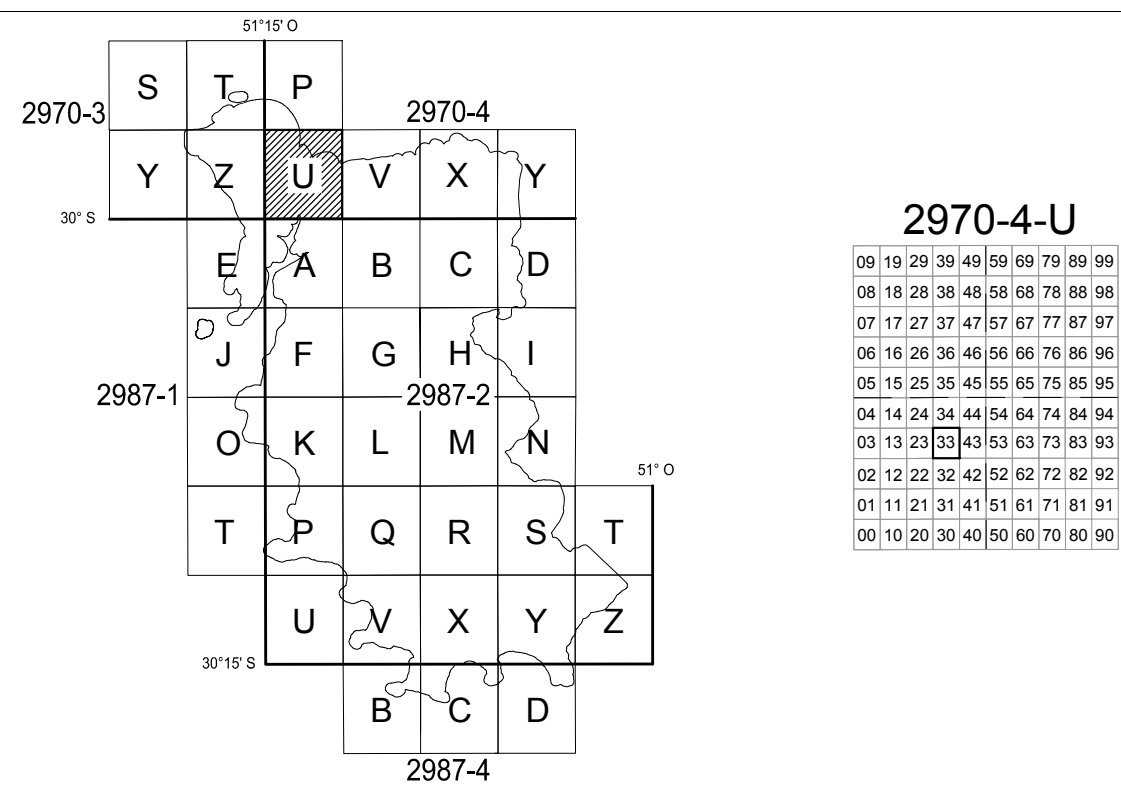 51°15' O
S T P
2970-3 2970-4
Y Z U V X Y
30° S
E A B C D
J F G H I
2987-1 2987-2
O K L M N
51° O
T P Q R S T
U V X Y Z
30°15' S
B C D
2987-4
2970-4-U
09 19 29 39 49 59 69 79 89 99
08 18 28 38 48 58 68 78 88 98
07 17 27 37 47 57 67 77 87 97
06 16 26 36 46 56 66 76 86 96
05 15 25 35 45 55 65 75 85 95
04 14 24 34 44 54 64 74 84 94
03 13 23 33 43 53 63 73 83 93
02 12 22 32 42 52 62 72 82 92
01 11 21 31 41 51 61 71 81 91
00 10 20 30 40 50 60 70 80 90